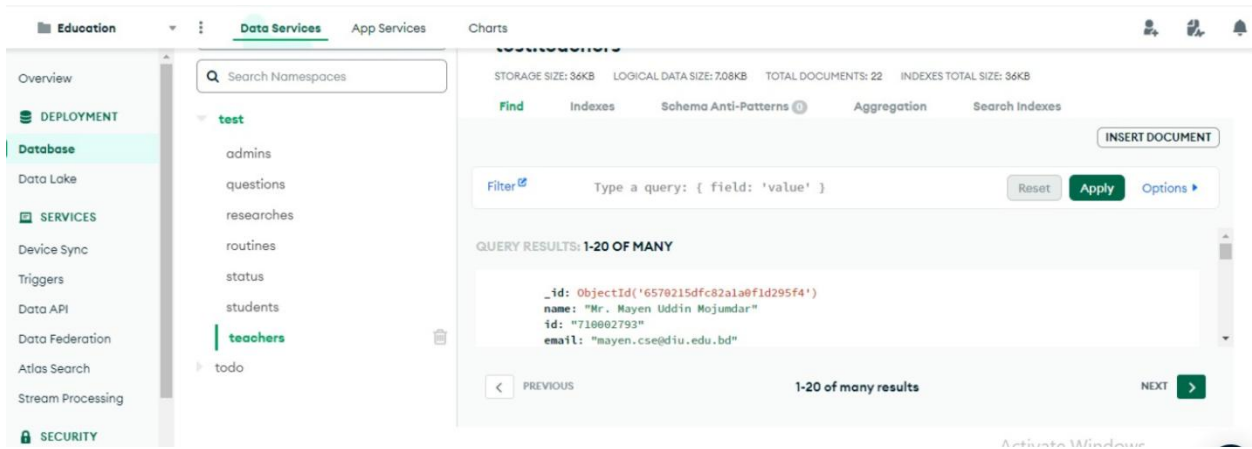 Education
Data Services
App Services
Charts
Overview
DEPLOYMENT
Database
Data Lake
SERVICES
Device Sync
Triggers
Data API
Data Federation
Atlas Search
Stream Processing
SECURITY
Search Namespaces
test
admins
questions
researches
routines
status
students
teachers
todo
STORAGE SIZE: 36KB LOGICAL DATA SIZE: 7.08KB TOTAL DOCUMENTS: 22 INDEXES TOTAL SIZE: 36KB
Find Indexes Schema Anti-Patterns 0 Aggregation Search Indexes
INSERT DOCUMENT
Filter Type a query: { field: 'value' } Reset Apply Options
QUERY RESULTS: 1-20 OF MANY
_id: ObjectId('6570215dfc82a1a0f1d295f4')
name: "Mr. Mayen Uddin Mojumdar"
id: "710002793"
email: "mayen.cse@diu.edu.bd"
PREVIOUS 1-20 of many results NEXT
Activate Windows